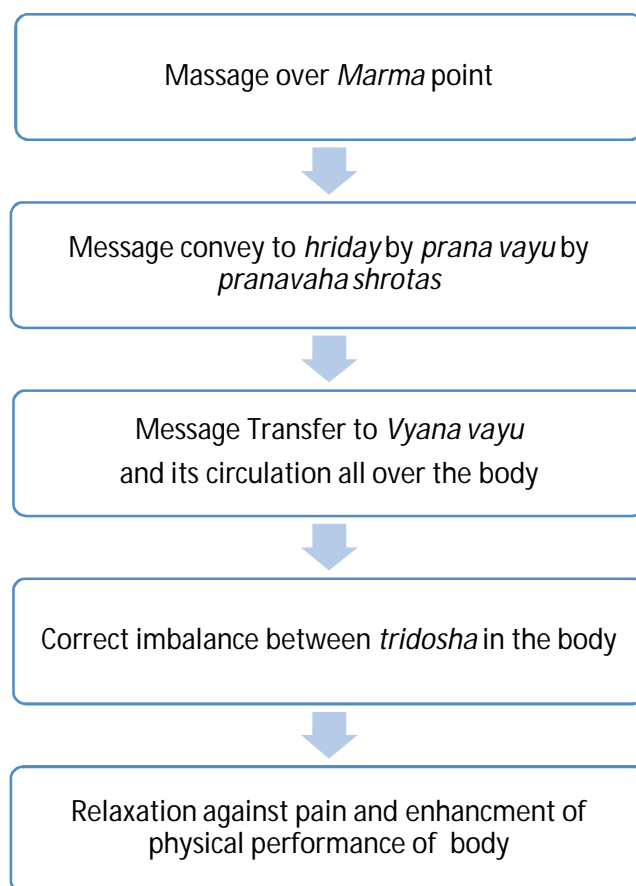 Massage over Marma point
Message convey to hriday by prana vayu by
pranavaha shrotas
Message Transfer to Vyana vayu
and its circulation all over the body
Correct imbalance between tridosha in the body
Relaxation against pain and enhancment of
physical performance of body